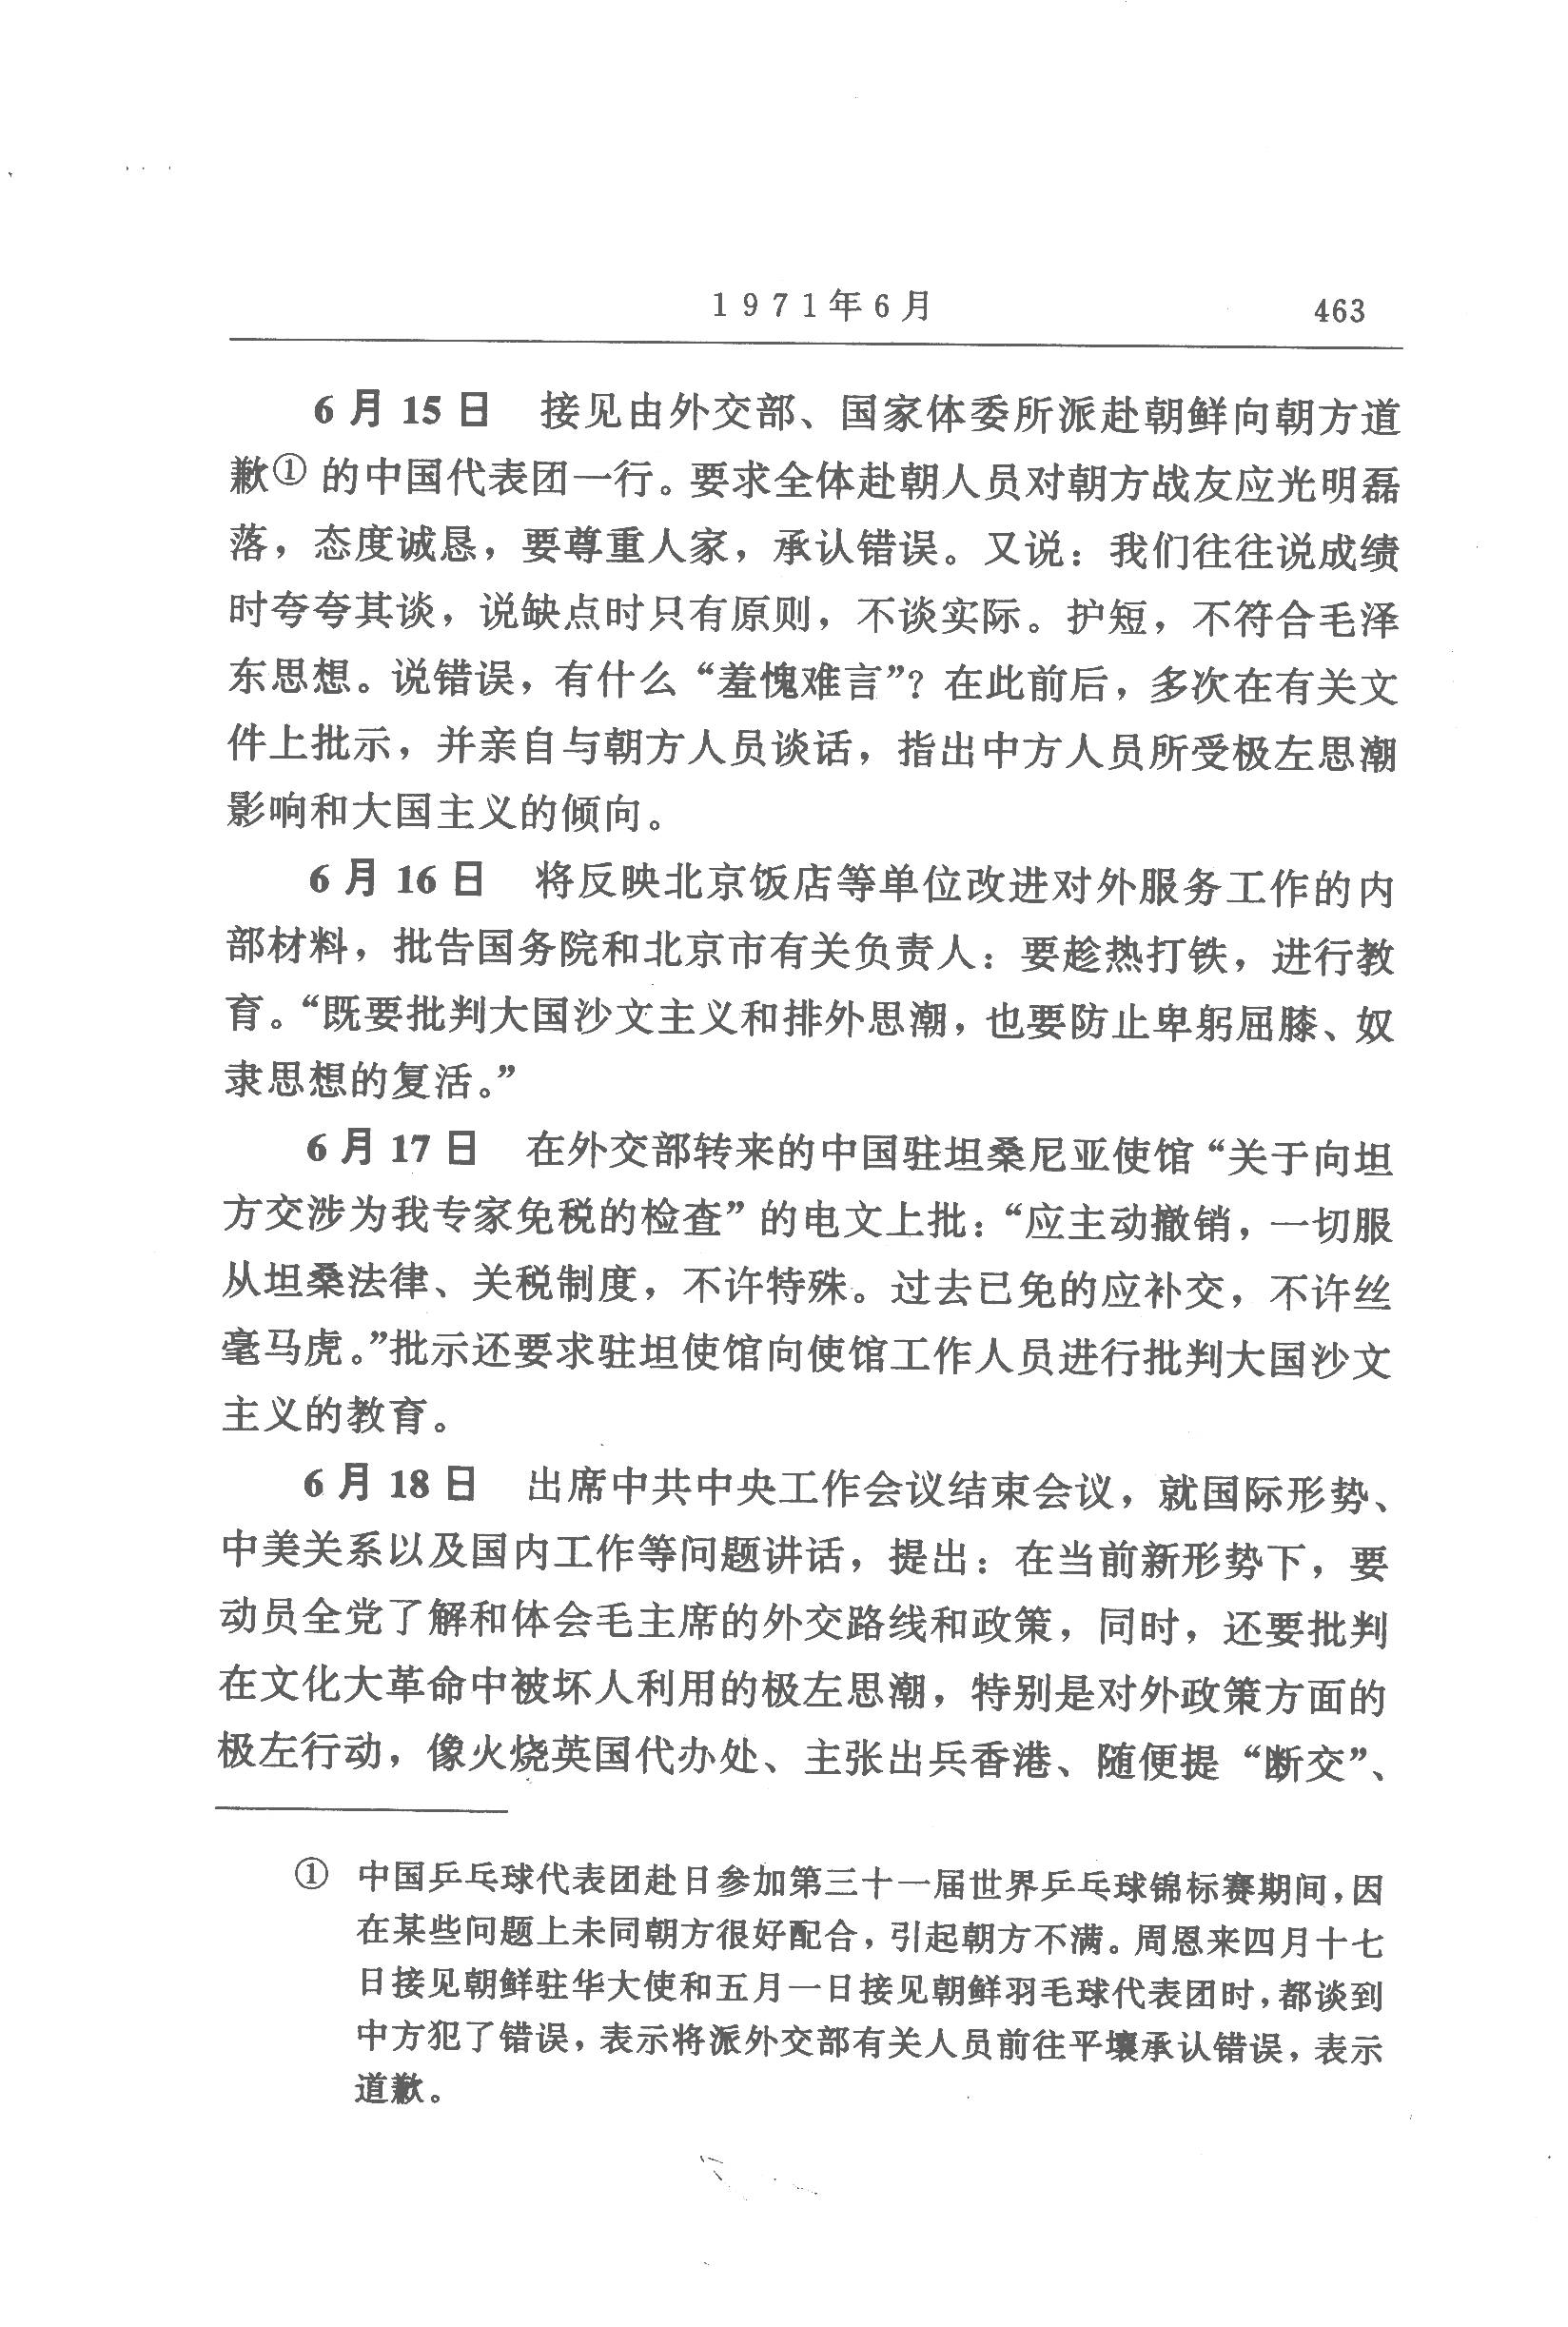 1971年6月 463
6月15日 接见由外交部、国家体委所派赴朝鲜向朝方道
歉①的中国代表团一行。要求全体赴朝人员对朝方战友应光明磊
落，态度诚恳，要尊重人家，承认错误。又说：我们往往说成绩
时夸夸其谈，说缺点时只有原则，不谈实际。护短，不符合毛泽
东思想。说错误，有什么“羞愧难言”？在此前后，多次在有关文
件上批示，并亲自与朝方人员谈话，指出中方人员所受极左思潮
影响和大国主义的倾向。
6月16日 将反映北京饭店等单位改进对外服务工作的内
部材料，批告国务院和北京市有关负责人：要趁热打铁，进行教
育。“既要批判大国沙文主义和排外思潮，也要防止卑躬屈膝、奴
隶思想的复活。”
6月17日 在外交部转来的中国驻坦桑尼亚使馆“关于向坦
方交涉为我专家免税的检查”的电文上批：“应主动撤销，一切服
从坦桑法律、关税制度，不许特殊。过去已免的应补交，不许丝
毫马虎。”批示还要求驻坦使馆向使馆工作人员进行批判大国沙文
主义的教育。
6月18日 出席中共中央工作会议结束会议，就国际形势、
中美关系以及国内工作等问题讲话，提出：在当前新形势下，要
动员全党了解和体会毛主席的外交路线和政策，同时，还要批判
在文化大革命中被坏人利用的极左思潮，特别是对外政策方面的
极左行动，像火烧英国代办处、主张出兵香港、随便提“断交”、
① 中国乒乓球代表团赴日参加第三十一届世界乒乓球锦标赛期间，因
在某些问题上未同朝方很好配合，引起朝方不满。周恩来四月十七
日接见朝鲜驻华大使和五月一日接见朝鲜羽毛球代表团时，都谈到
中方犯了错误，表示将派外交部有关人员前往平壤承认错误，表示
道歉。